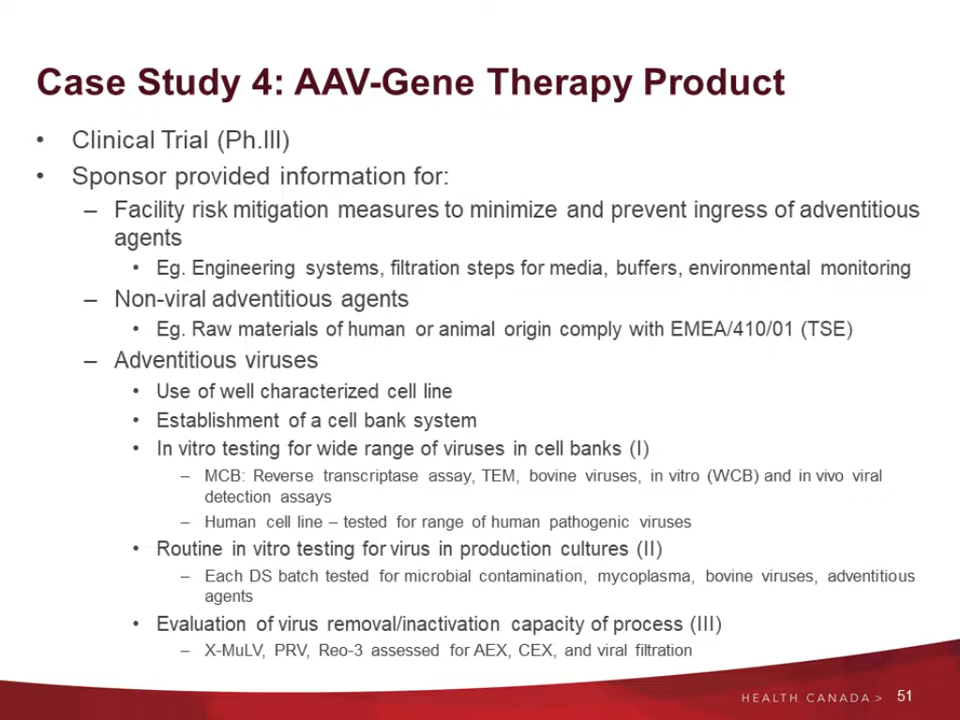 Case Study 4: AAV-Gene Therapy Product
• Clinical Trial (Ph.III)
• Sponsor provided information for:
– Facility risk mitigation measures to minimize and prevent ingress of adventitious
agents
• Eg. Engineering systems, filtration steps for media, buffers, environmental monitoring
– Non-viral adventitious agents
• Eg. Raw materials of human or animal origin comply with EMEA/410/01 (TSE)
– Adventitious viruses
• Use of well characterized cell line
• Establishment of a cell bank system
• In vitro testing for wide range of viruses in cell banks (I)
– MCB: Reverse transcriptase assay, TEM, bovine viruses, in vitro (WCB) and in vivo viral
detection assays
– Human cell line – tested for range of human pathogenic viruses
• Routine in vitro testing for virus in production cultures (II)
– Each DS batch tested for microbial contamination, mycoplasma, bovine viruses, adventitious
agents
• Evaluation of virus removal/inactivation capacity of process (III)
– X-MuLV, PRV, Reo-3 assessed for AEX, CEX, and viral filtration
HEALTH CANADA > 51